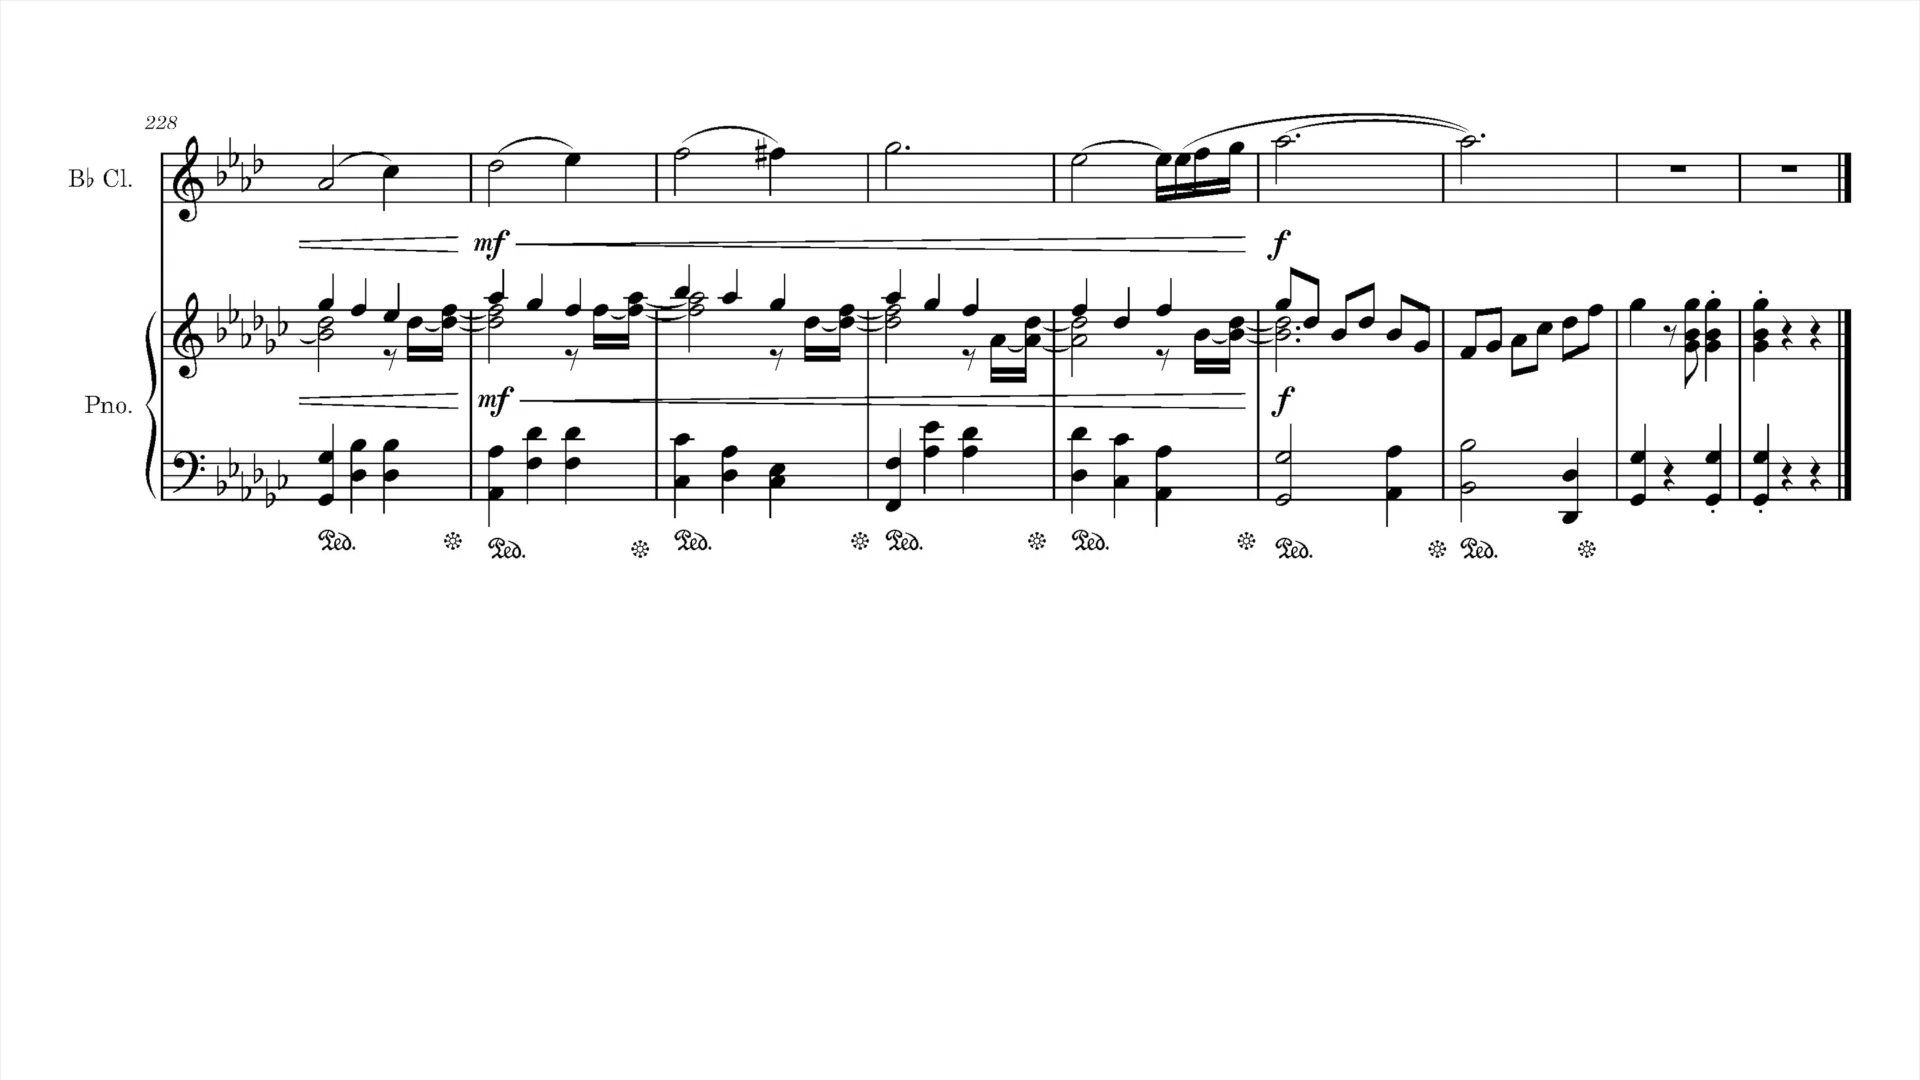 228
B♭ Cl.
mf f
Pno.
mf f
Ped. Ped. Ped. Ped. Ped. Ped. Ped.